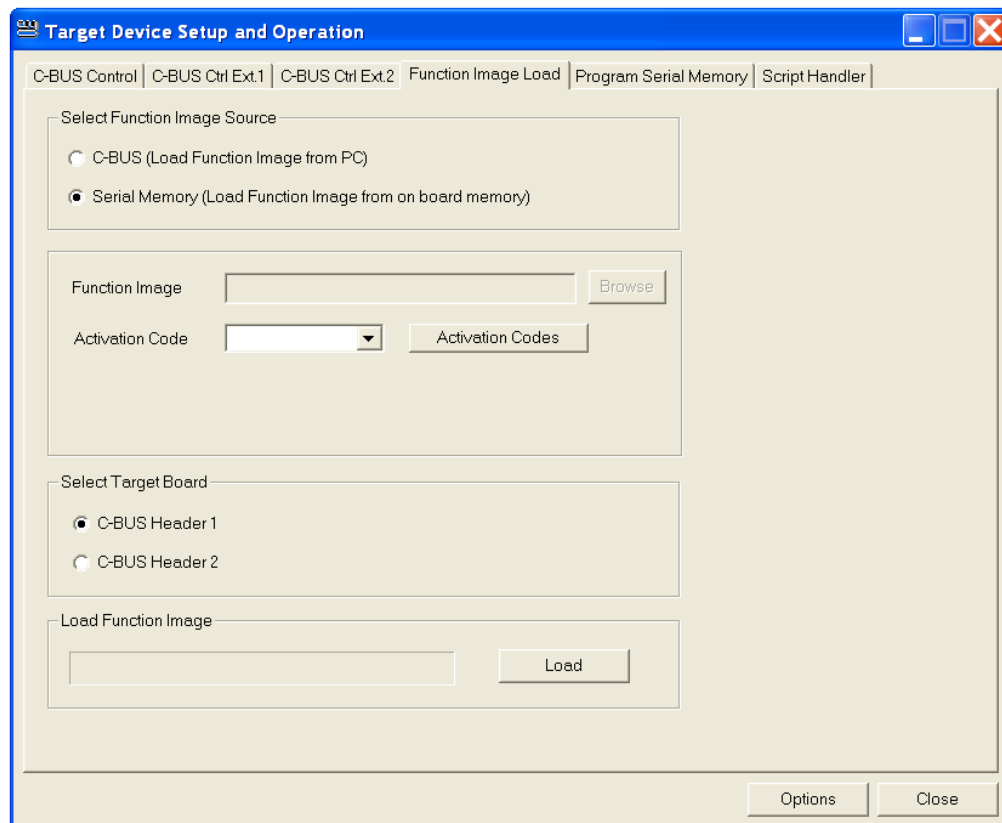 Target Device Setup and Operation
C-BUS Control C-BUS Ctrl Ext.1 C-BUS Ctrl Ext.2 Function Image Load Program Serial Memory Script Handler
Select Function Image Source
C-BUS (Load Function Image from PC)
Serial Memory (Load Function Image from on board memory)
Function Image Browse
Activation Code Activation Codes
Select Target Board
C-BUS Header 1
C-BUS Header 2
Load Function Image
Load
Options Close